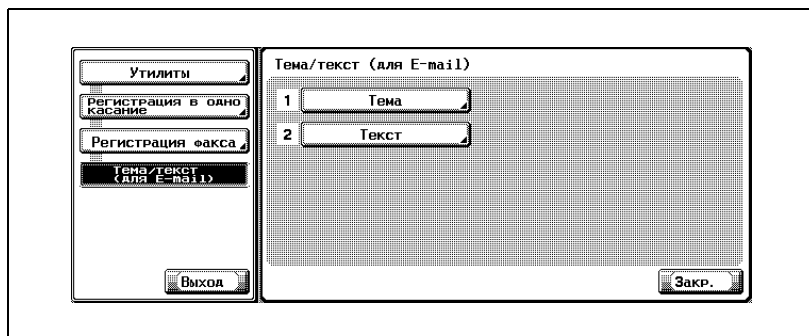 Утилиты
Регистрация в одно
касание
Регистрация факса
Тема/текст
(для E-mail)
Выход
Тема/текст (для E-mail)
1 Тема
2 Текст
Закр.